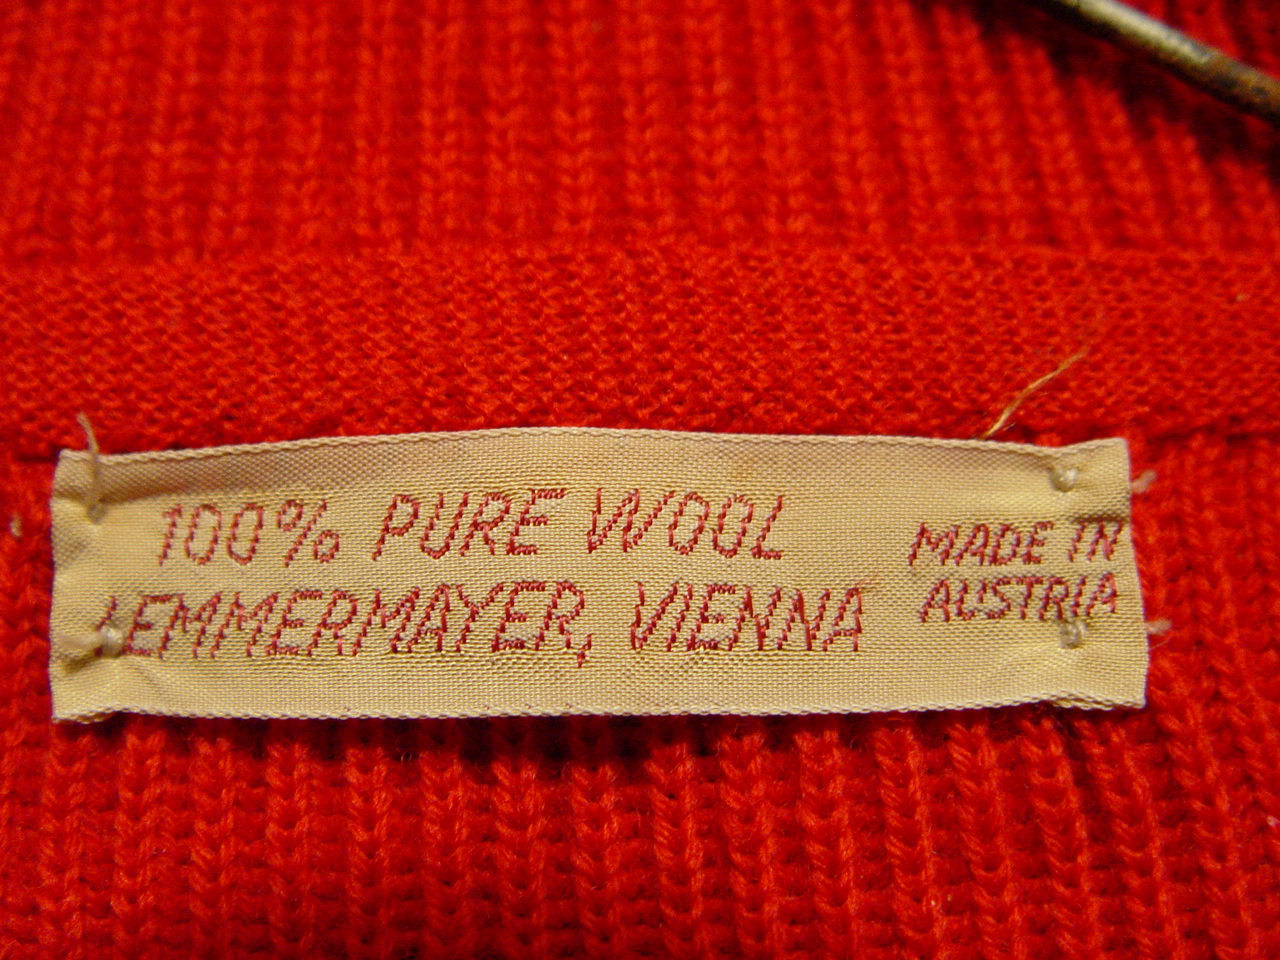 100% PURE WOOL
LEMMERMAYER, VIENNA
MADE IN
AUSTRIA